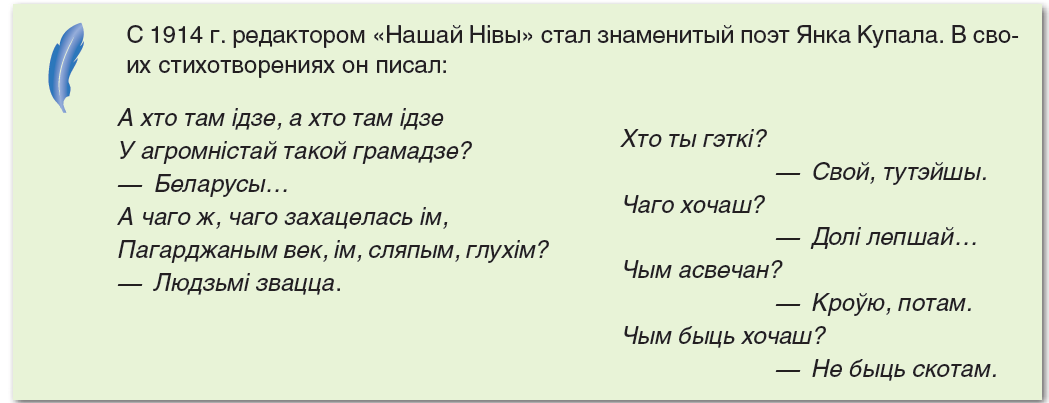 С 1914 г. редактором «Нашай Нівы» стал знаменитый поэт Янка Купала. В сво-
их стихотворениях он писал:
А хто там ідзе, а хто там ідзе
У агромністай такой грамадзе?
— Беларусы...
А чаго ж, чаго захацелась ім,
Пагарджаным век, ім, сляпым, глухім?
— Людзьмі звацца.
Хто ты гэткі?
— Свой, тутэйшы.
Чаго хочаш?
— Долі лепшай...
Чым асвечан?
— Кроўю, потам.
Чым быць хочаш?
— Не быць скотам.